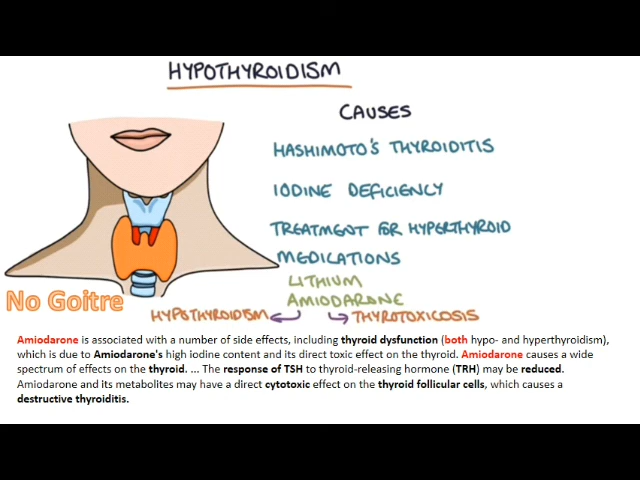 HYPOTHYROIDISM
CAUSES
HASHIMOTO'S THYROIDITIS
IODINE DEFICIENCY
TREATMENT FOR HYPERTHYROID
MEDICATIONS
LITHIUM
AMIODARONE
No Goitre
HYPOTHYROIDISM THYROTOXICOSIS
Amiodarone is associated with a number of side effects, including thyroid dysfunction (both hypo- and hyperthyroidism),
which is due to Amiodarone's high iodine content and its direct toxic effect on the thyroid. Amiodarone causes a wide
spectrum of effects on the thyroid. ... The response of TSH to thyroid-releasing hormone (TRH) may be reduced.
Amiodarone and its metabolites may have a direct cytotoxic effect on the thyroid follicular cells, which causes a
destructive thyroiditis.